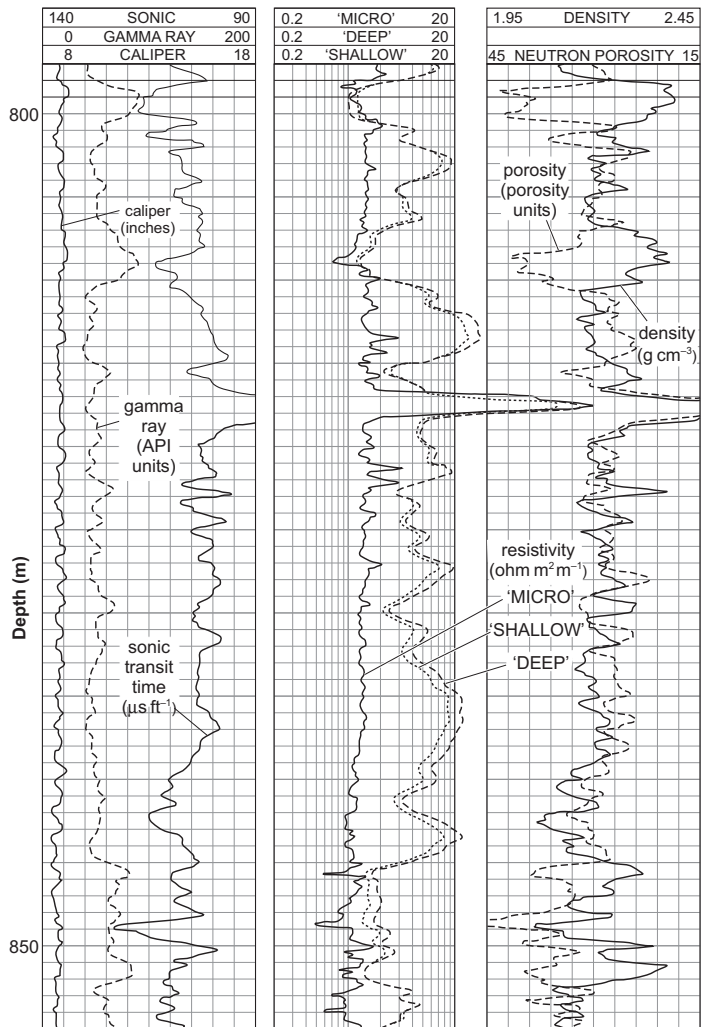 140 SONIC 90
0 GAMMA RAY 200
8 CALIPER 18
0.2 ‘MICRO’ 20
0.2 ‘DEEP’ 20
0.2 ‘SHALLOW’ 20
1.95 DENSITY 2.45
45 NEUTRON POROSITY 15
800
caliper
(inches)
porosity
(porosity
units)
density
(g cm⁻³)
gamma
ray
(API
units)
Depth (m)
resistivity
(ohm m² m⁻¹)
‘MICRO’
‘SHALLOW’
‘DEEP’
sonic
transit
time
(μs ft⁻¹)
850